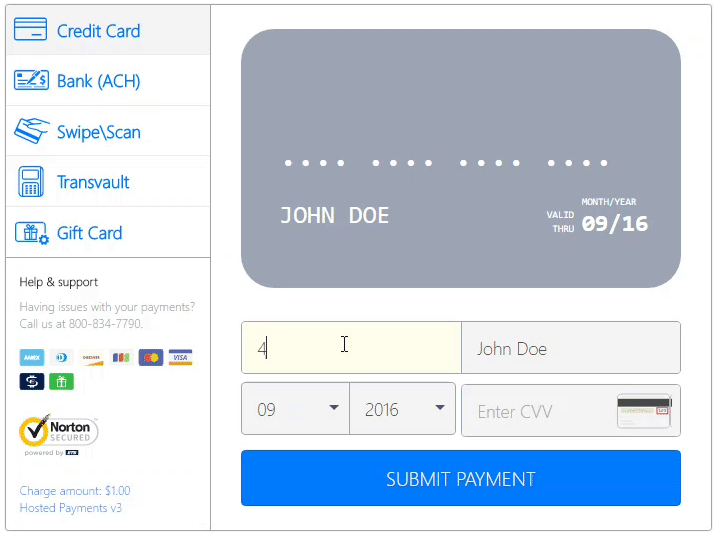 Credit Card
Bank (ACH)
Swipe\Scan
Transvault
Gift Card
Help & support
Having issues with your payments?
Call us at 800-834-7790.
AMEX
DISCOVER
JCB
VISA
Norton
SECURED
powered by
Charge amount: $1.00
Hosted Payments v3
•••• •••• •••• ••••
JOHN DOE
MONTH/YEAR
VALID
THRU
09/16
4
John Doe
09
2016
Enter CVV
SUBMIT PAYMENT